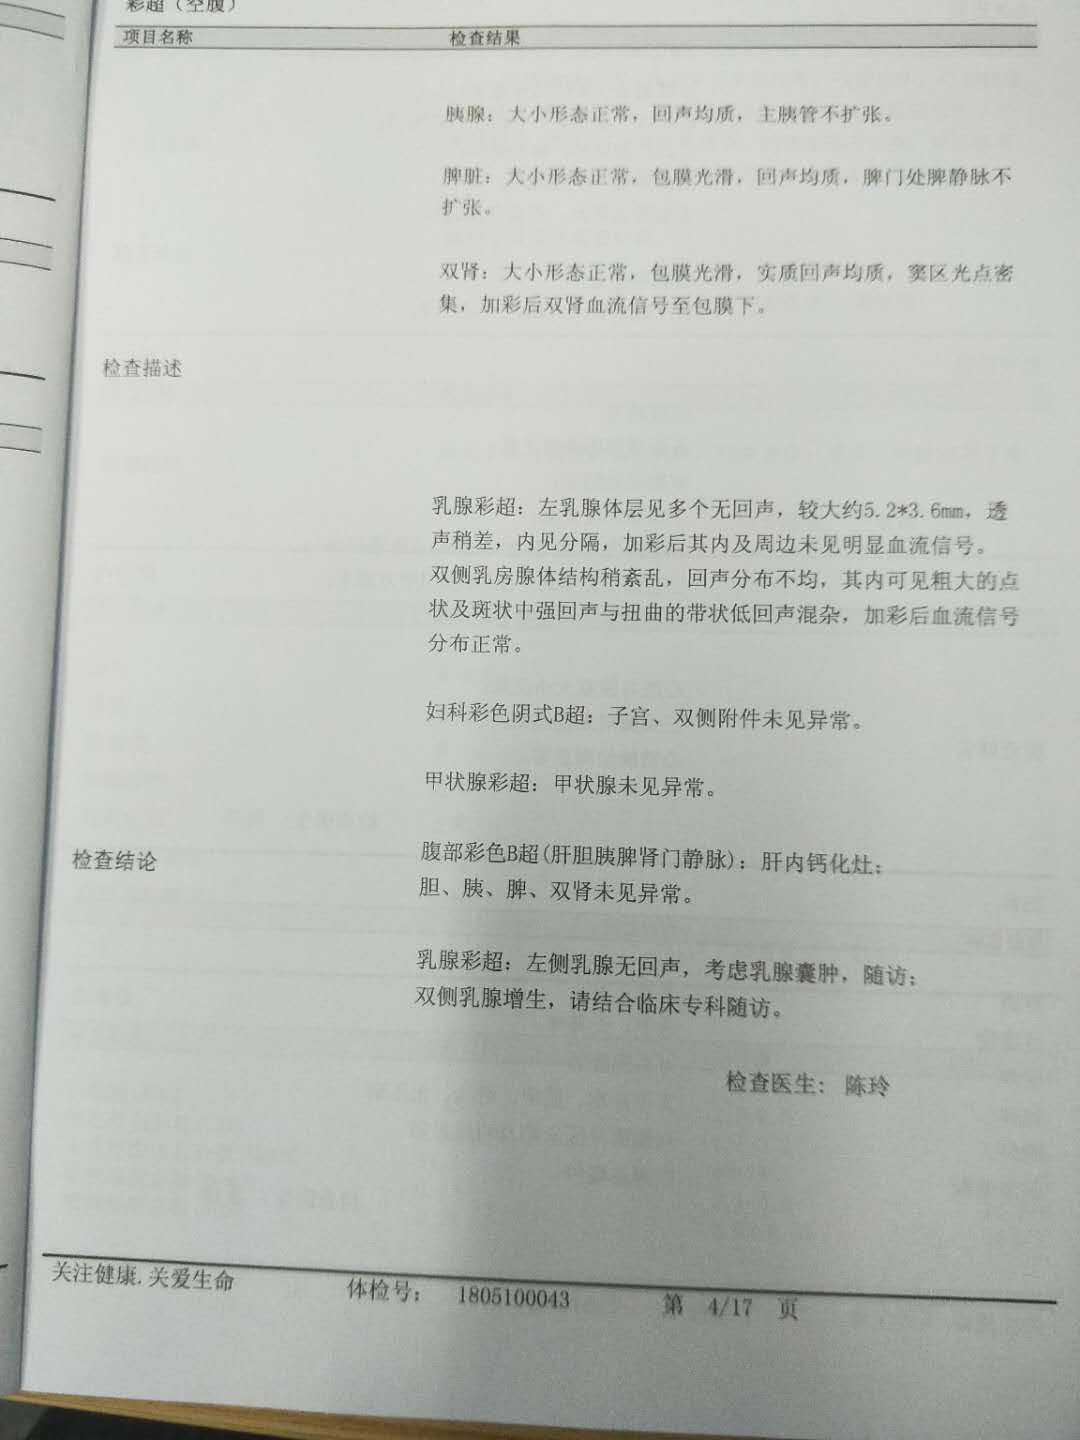 彩超（空腹）
项目名称 检查结果
胰腺：大小形态正常，回声均质，主胰管不扩张。
脾脏：大小形态正常，包膜光滑，回声均质，脾门处脾静脉不
扩张。
双肾：大小形态正常，包膜光滑，实质回声均质，窦区光点密
集，加彩后双肾血流信号至包膜下。
检查描述
乳腺彩超：左乳腺体层见多个无回声，较大约5.2*3.6mm，透
声稍差，内见分隔，加彩后其内及周边未见明显血流信号。
双侧乳房腺体结构稍紊乱，回声分布不均，其内可见粗大的点
状及斑状中强回声与扭曲的带状低回声混杂，加彩后血流信号
分布正常。
妇科彩色阴式B超：子宫、双侧附件未见异常。
甲状腺彩超：甲状腺未见异常。
检查结论 腹部彩色B超(肝胆胰脾肾门静脉)：肝内钙化灶；
胆、胰、脾、双肾未见异常。
乳腺彩超：左侧乳腺无回声，考虑乳腺囊肿，随访；
双侧乳腺增生，请结合临床专科随访。
检查医生： 陈玲
关注健康.关爱生命 体检号： 1805100043 第 4/17 页